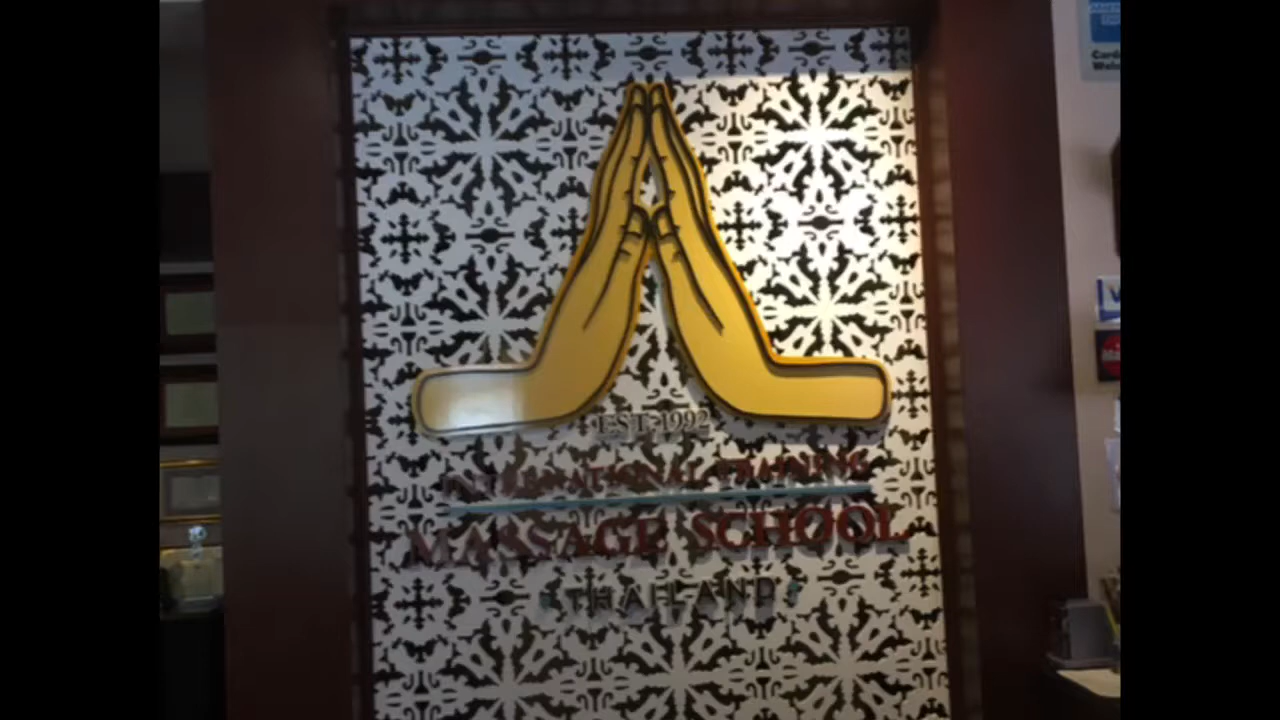 EST. 1992
INTERNATIONAL TRAINING
MASSAGE SCHOOL
THAILAND